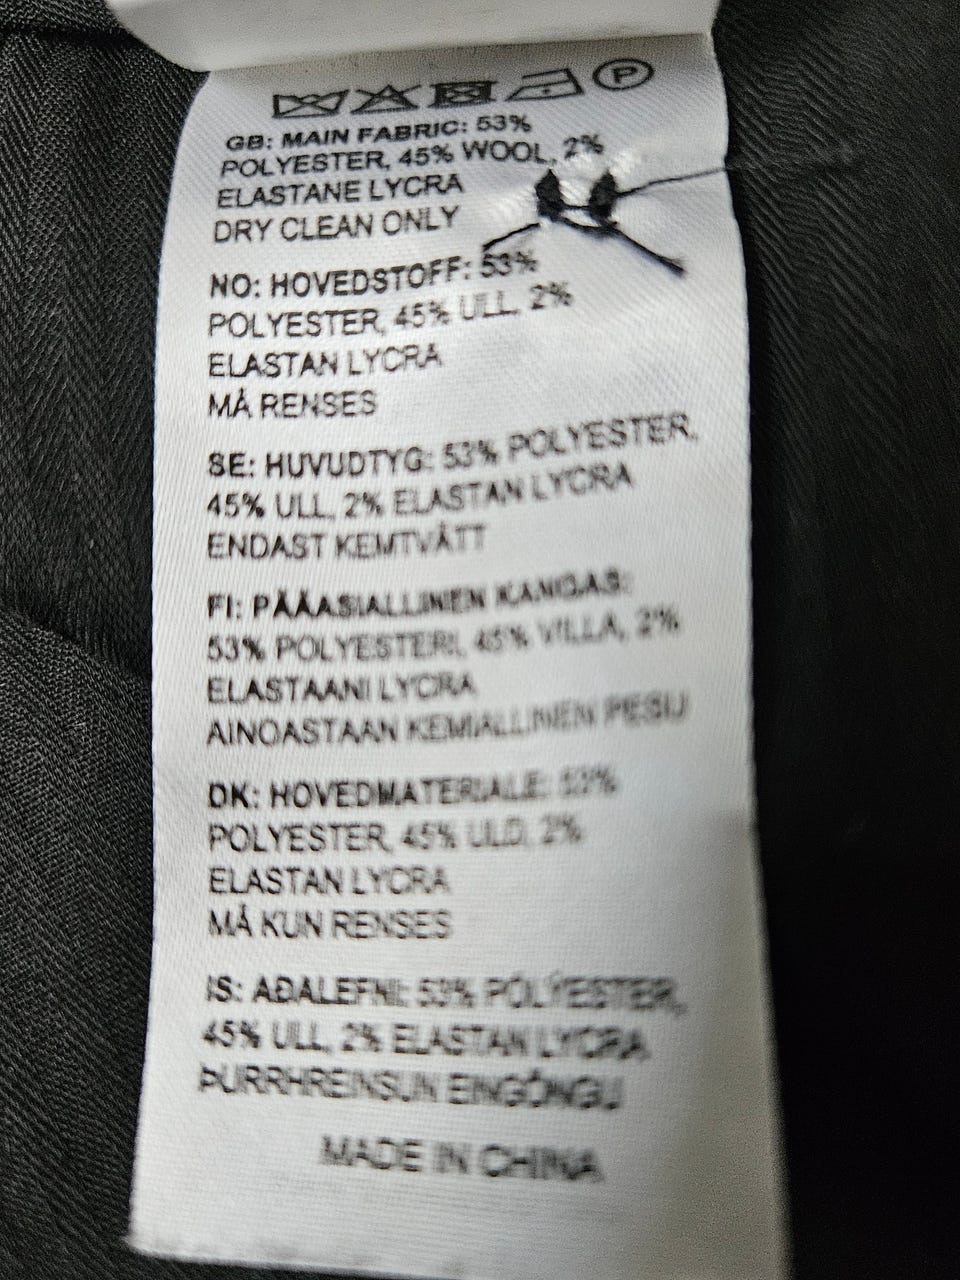 P
GB: MAIN FABRIC: 53%
POLYESTER, 45% WOOL, 2%
ELASTANE LYCRA
DRY CLEAN ONLY
NO: HOVEDSTOFF: 53%
POLYESTER, 45% ULL, 2%
ELASTAN LYCRA
MÅ RENSES
SE: HUVUDTYG: 53% POLYESTER,
45% ULL, 2% ELASTAN LYCRA
ENDAST KEMTVÄTT
FI: PÄÄASIALLINEN KANGAS:
53% POLYESTERI, 45% VILLA, 2%
ELASTAANI LYCRA
AINOASTAAN KEMIALLINEN PESU
DK: HOVEDMATERIALE: 53%
POLYESTER, 45% ULD, 2%
ELASTAN LYCRA
MÅ KUN RENSES
IS: AÐALEFNI: 53% PÓLÝESTER,
45% ULL, 2% ELASTAN LYCRA
ÞURRHREINSUN EINGÖNGU
MADE IN CHINA